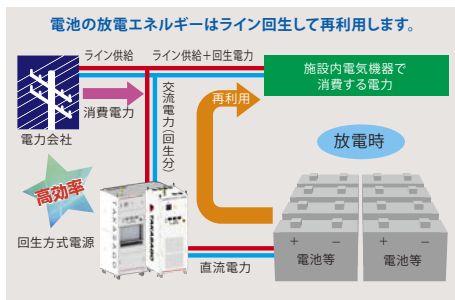 電池の放電エネルギーはライン回生して再利用します。
ライン供給
ライン供給+回生電力
施設内電気機器で
消費する電力
消費電力
電力会社
交流電力(回生分)
再利用
放電時
高効率
回生方式電源
TAKASAGO
直流電力
+ −
電池等
+ −
電池等